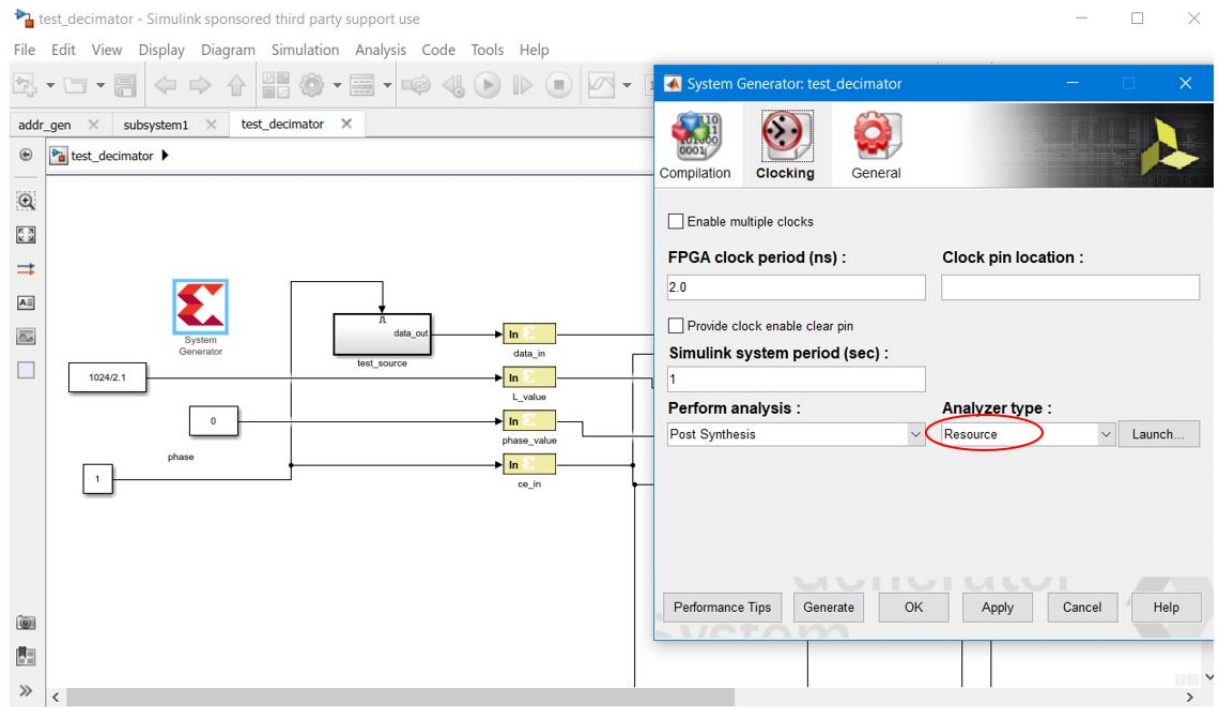 test_decimator - Simulink sponsored third party support use
File Edit View Display Diagram Simulation Analysis Code Tools Help
addr_gen subsystem1 test_decimator
test_decimator
System
Generator
data_out
test_source
In
data_in
1024/2.1
In
L_value
0
In
phase_value
phase
1
In
ce_in
System Generator: test_decimator
Compilation Clocking General
Enable multiple clocks
FPGA clock period (ns) : Clock pin location :
2.0
Provide clock enable clear pin
Simulink system period (sec) :
1
Perform analysis : Analyzer type :
Post Synthesis Resource Launch...
Performance Tips Generate OK Apply Cancel Help
System Generator